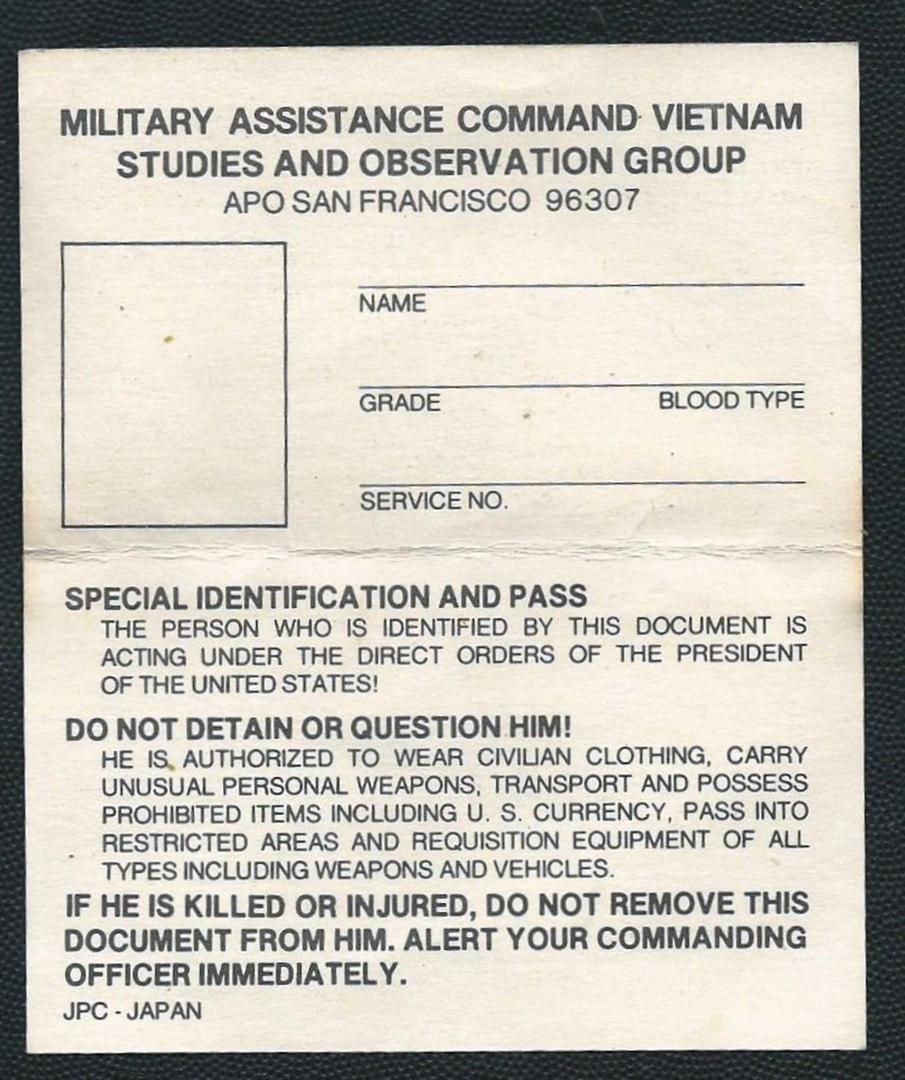 MILITARY ASSISTANCE COMMAND VIETNAM
STUDIES AND OBSERVATION GROUP
APO SAN FRANCISCO 96307
NAME
GRADE BLOOD TYPE
SERVICE NO.
SPECIAL IDENTIFICATION AND PASS
THE PERSON WHO IS IDENTIFIED BY THIS DOCUMENT IS
ACTING UNDER THE DIRECT ORDERS OF THE PRESIDENT
OF THE UNITED STATES!
DO NOT DETAIN OR QUESTION HIM!
HE IS AUTHORIZED TO WEAR CIVILIAN CLOTHING, CARRY
UNUSUAL PERSONAL WEAPONS, TRANSPORT AND POSSESS
PROHIBITED ITEMS INCLUDING U. S. CURRENCY, PASS INTO
RESTRICTED AREAS AND REQUISITION EQUIPMENT OF ALL
TYPES INCLUDING WEAPONS AND VEHICLES.
IF HE IS KILLED OR INJURED, DO NOT REMOVE THIS
DOCUMENT FROM HIM. ALERT YOUR COMMANDING
OFFICER IMMEDIATELY.
JPC - JAPAN